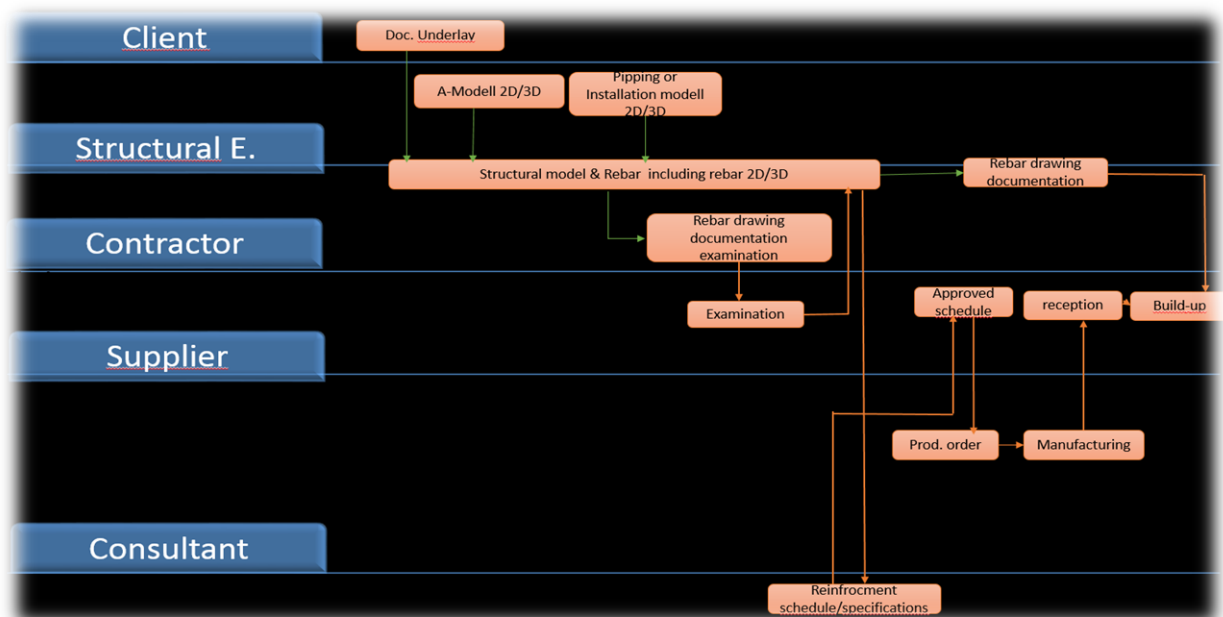 Client
Doc. Underlay
A-Modell 2D/3D
Pipping or
Installation modell
2D/3D
Structural E.
Structural model & Rebar including rebar 2D/3D
Rebar drawing
documentation
Contractor
Rebar drawing
documentation
examination
Examination
Approved
schedule
reception
Build-up
Supplier
Prod. order
Manufacturing
Consultant
Reinfrocment
schedule/specifications